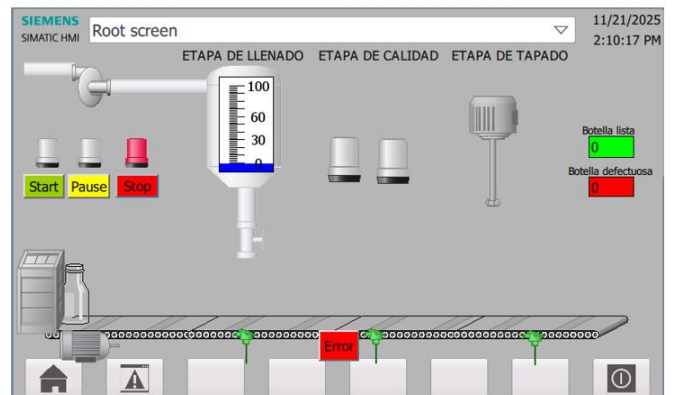 SIEMENS
SIMATIC HMI
Root screen
11/21/2025
2:10:17 PM
ETAPA DE LLENADO
ETAPA DE CALIDAD
ETAPA DE TAPADO
100
60
30
0
Botella lista
0
Botella defectuosa
0
Start
Pause
Stop
Error